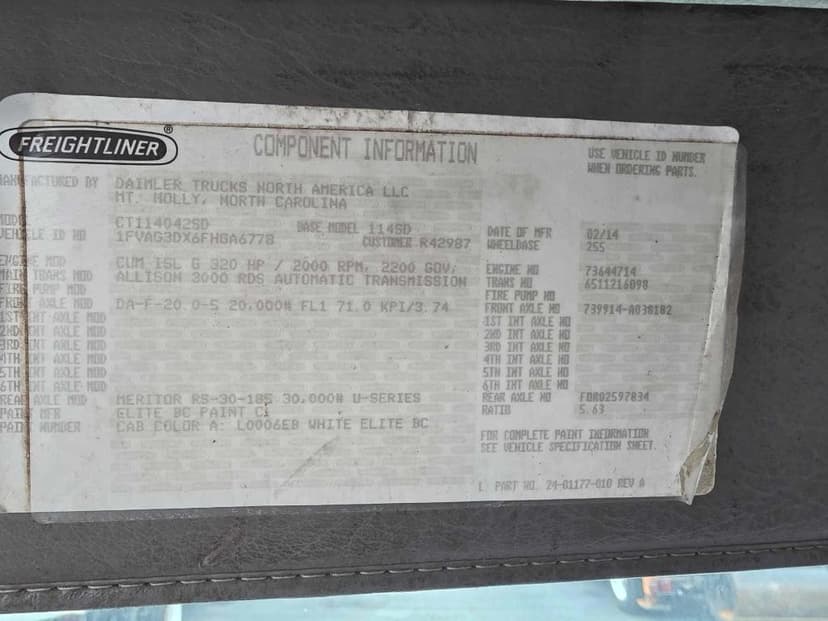 FREIGHTLINER®
COMPONENT INFORMATION
USE VEHICLE ID NUMBER
WHEN ORDERING PARTS.
MANUFACTURED BY DAIMLER TRUCKS NORTH AMERICA LLC
MT. HOLLY, NORTH CAROLINA
MODEL CT114042SD BASE MODEL 114SD DATE OF MFR 02/14
VEHICLE ID NO 1FVAG3DX6FHGA6778 CUSTOMER R42987 WHEELBASE 255
ENGINE MOD CUM ISL G 320 HP / 2000 RPM, 2200 GOV, ENGINE NO 73644714
MAIN TRANS MOD ALLISON 3000 RDS AUTOMATIC TRANSMISSION TRANS NO 6511216098
FIRE PUMP MOD FIRE PUMP NO
FRONT AXLE MOD DA-F-20.0-5 20,000# FL1 71.0 KPI/3.74 FRONT AXLE NO 739914-A038182
1ST INT AXLE MOD 1ST INT AXLE NO
2ND INT AXLE MOD 2ND INT AXLE NO
3RD INT AXLE MOD 3RD INT AXLE NO
4TH INT AXLE MOD 4TH INT AXLE NO
5TH INT AXLE MOD 5TH INT AXLE NO
6TH INT AXLE MOD 6TH INT AXLE NO
REAR AXLE MOD MERITOR RS-30-185 30,000# U-SERIES REAR AXLE NO FDR02597834
PAINT MFR ELITE BC PAINT CI RATIO 5.63
PAINT NUMBER CAB COLOR A: L0006EB WHITE ELITE BC
FOR COMPLETE PAINT INFORMATION
SEE VEHICLE SPECIFICATION SHEET.
PART NO. 24-01177-010 REV A